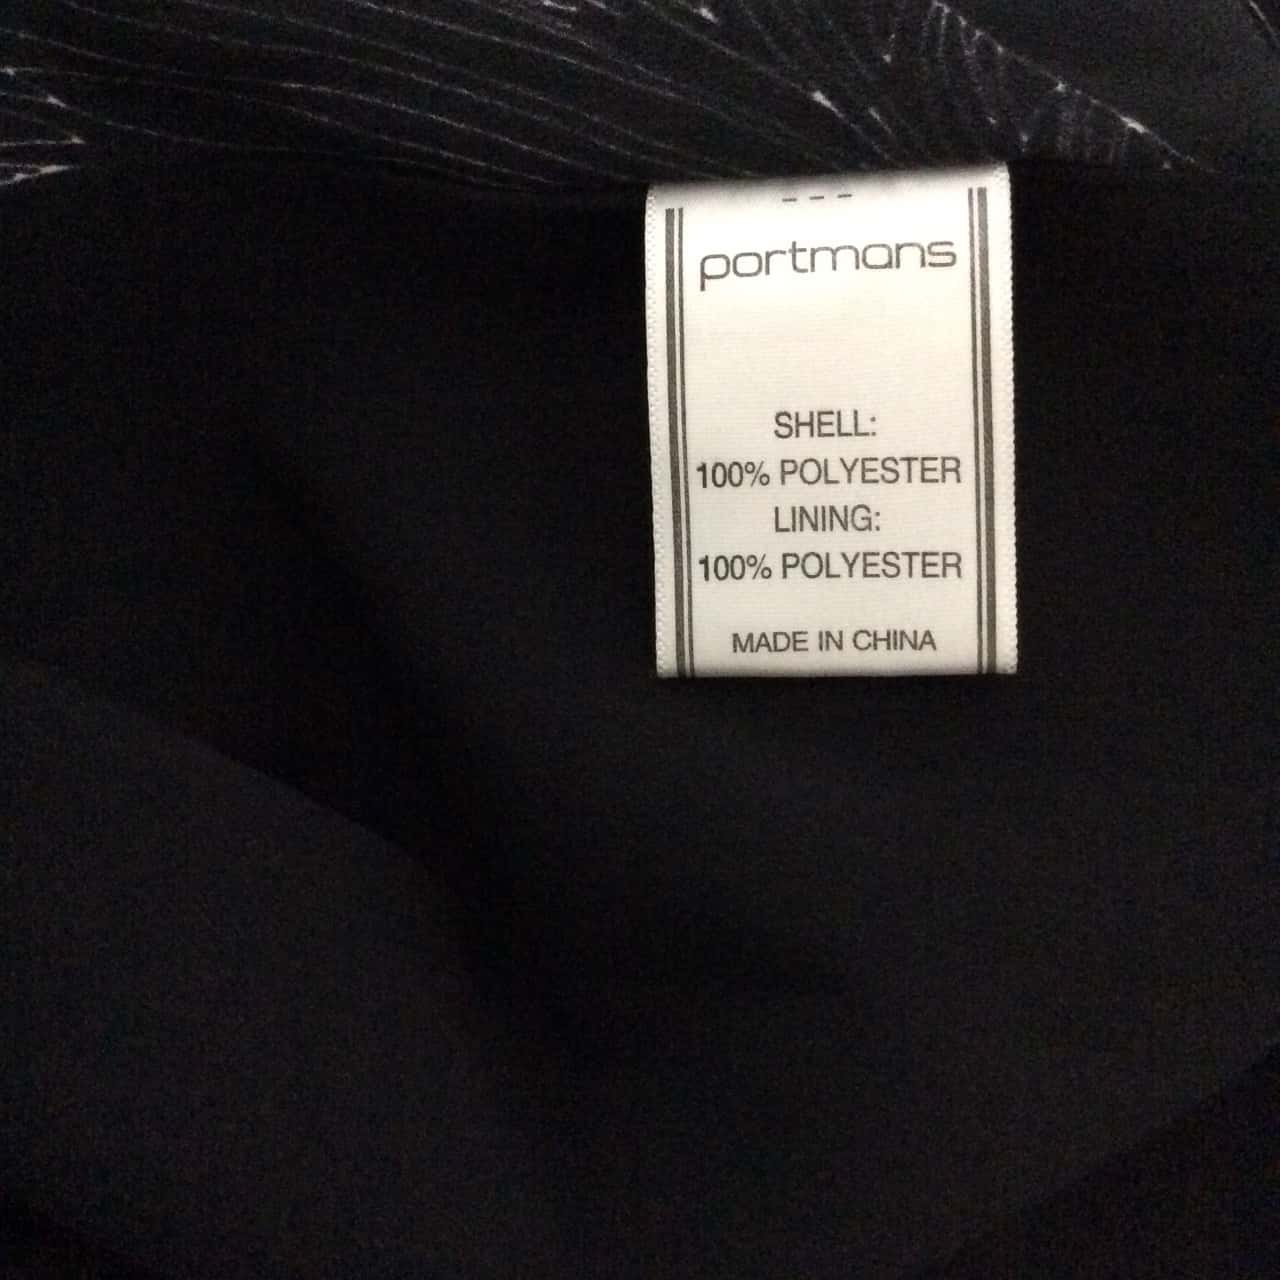 portmans
SHELL:
100% POLYESTER
LINING:
100% POLYESTER
MADE IN CHINA